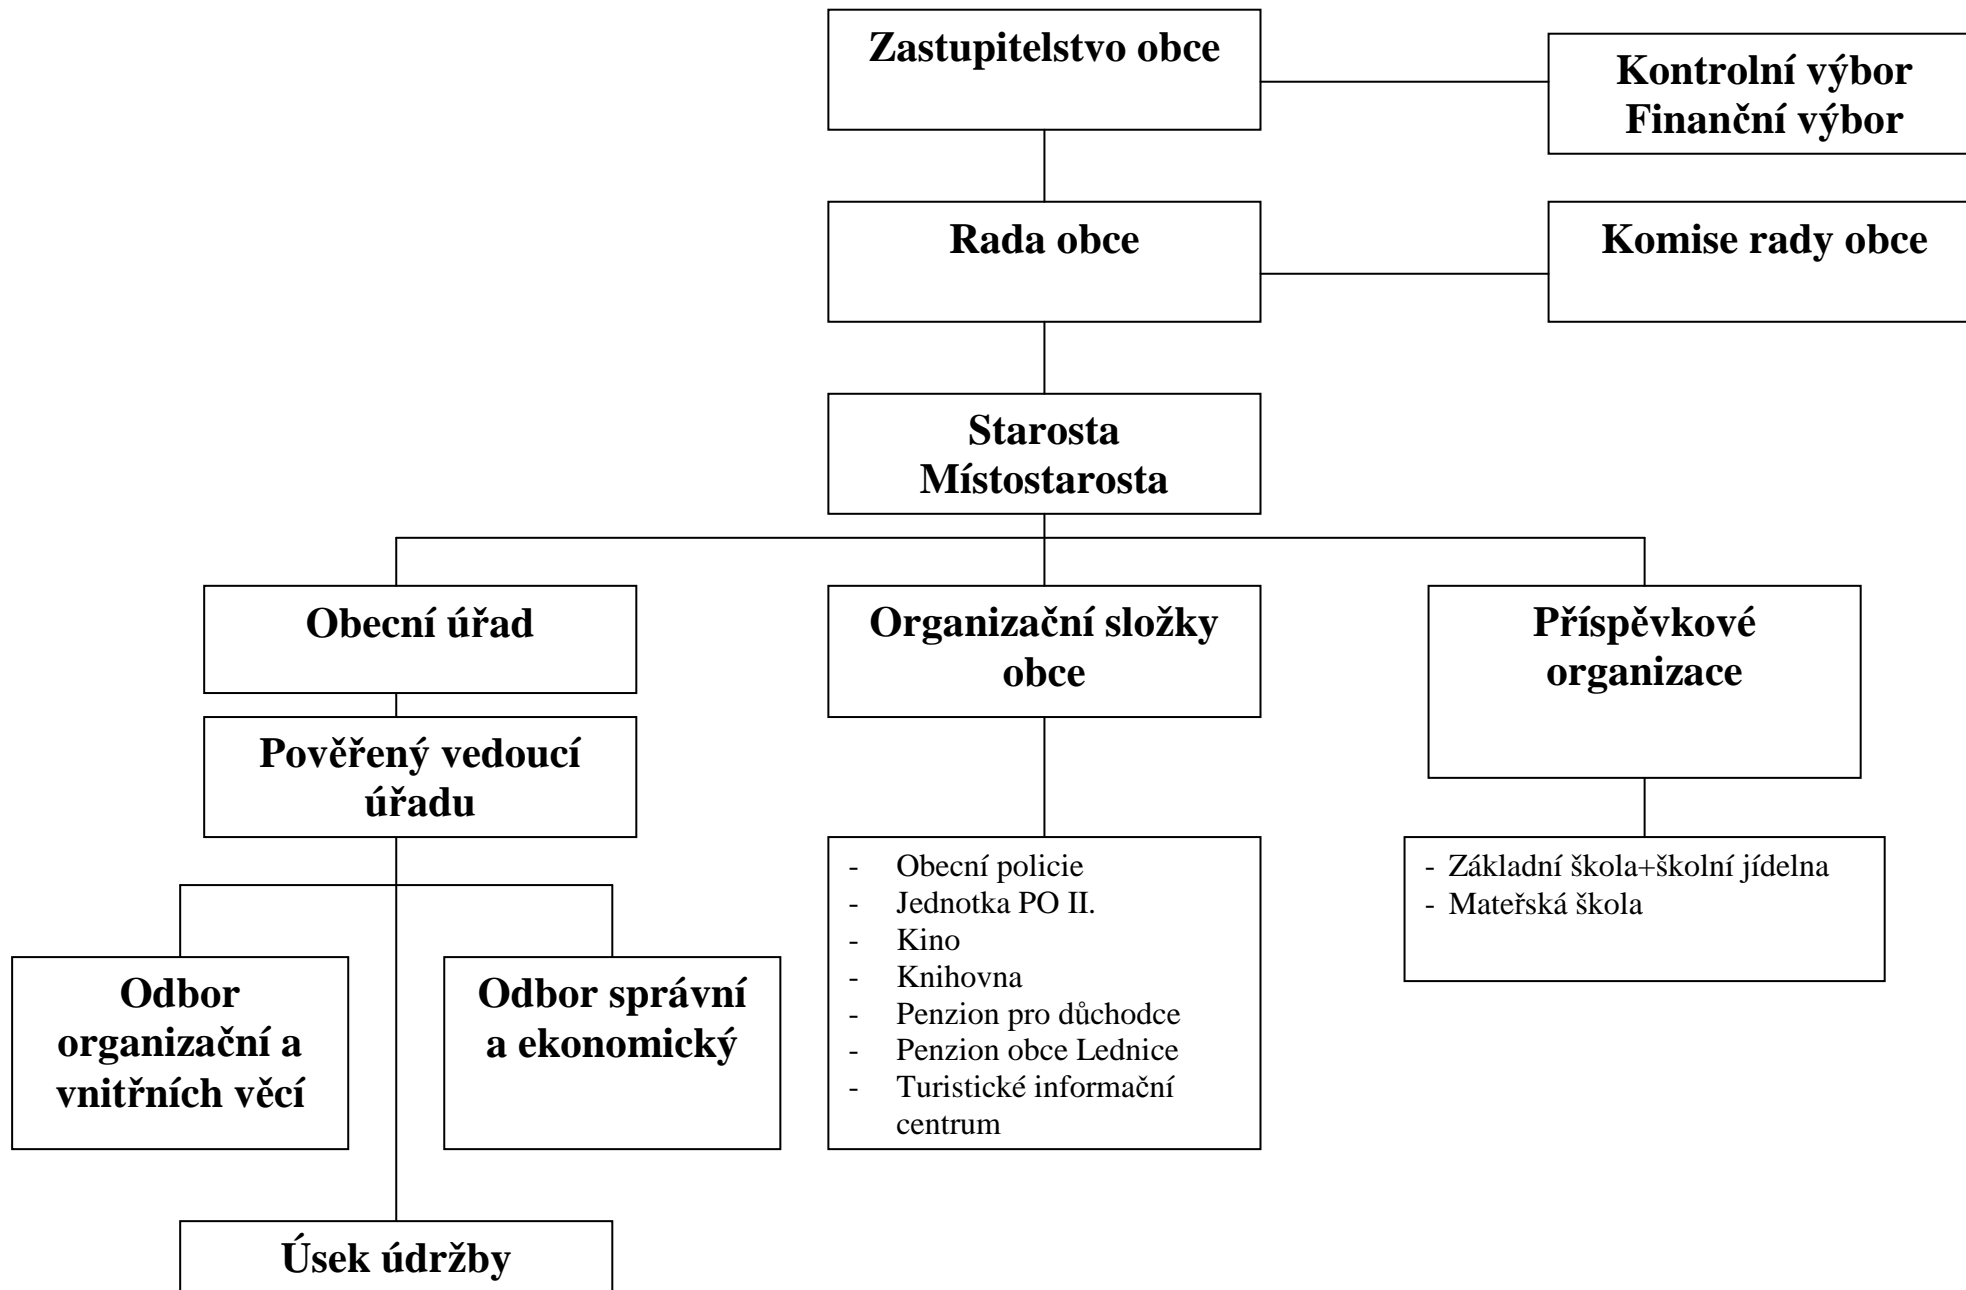 Zastupitelstvo obce
Kontrolní výbor
Finanční výbor
Rada obce
Komise rady obce
Starosta
Místostarosta
Obecní úřad
Organizační složky
obce
Příspěvkové
organizace
Pověřený vedoucí
úřadu
- Obecní policie
- Jednotka PO II.
- Kino
- Knihovna
- Penzion pro důchodce
- Penzion obce Lednice
- Turistické informační
centrum
- Základní škola+školní jídelna
- Mateřská škola
Odbor
organizační a
vnitřních věcí
Odbor správní
a ekonomický
Úsek údržby